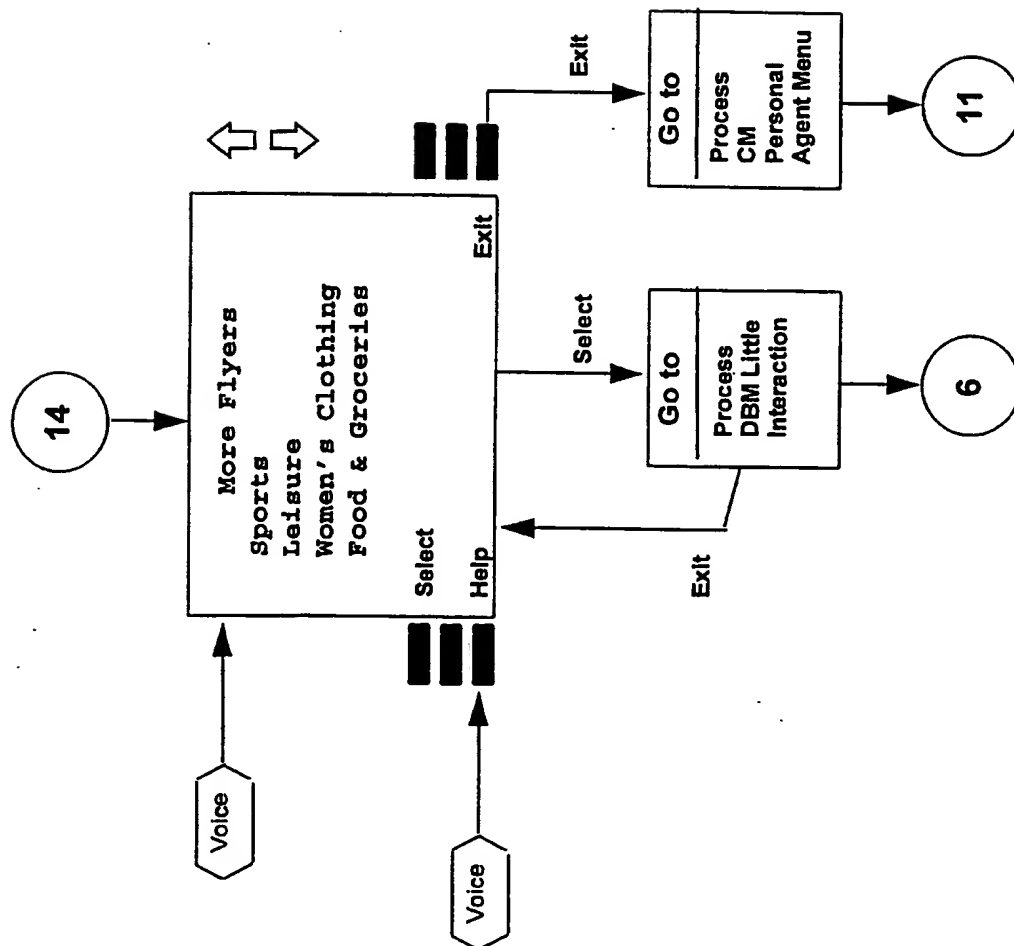 14
Voice
More Flyers
Sports
Leisure
Women's Clothing
Food & Groceries
Select
Help
Exit
Voice
Exit
Select
Exit
Go to
Process
DBM Little
Interaction
Go to
Process
CM
Personal
Agent Menu
6
11